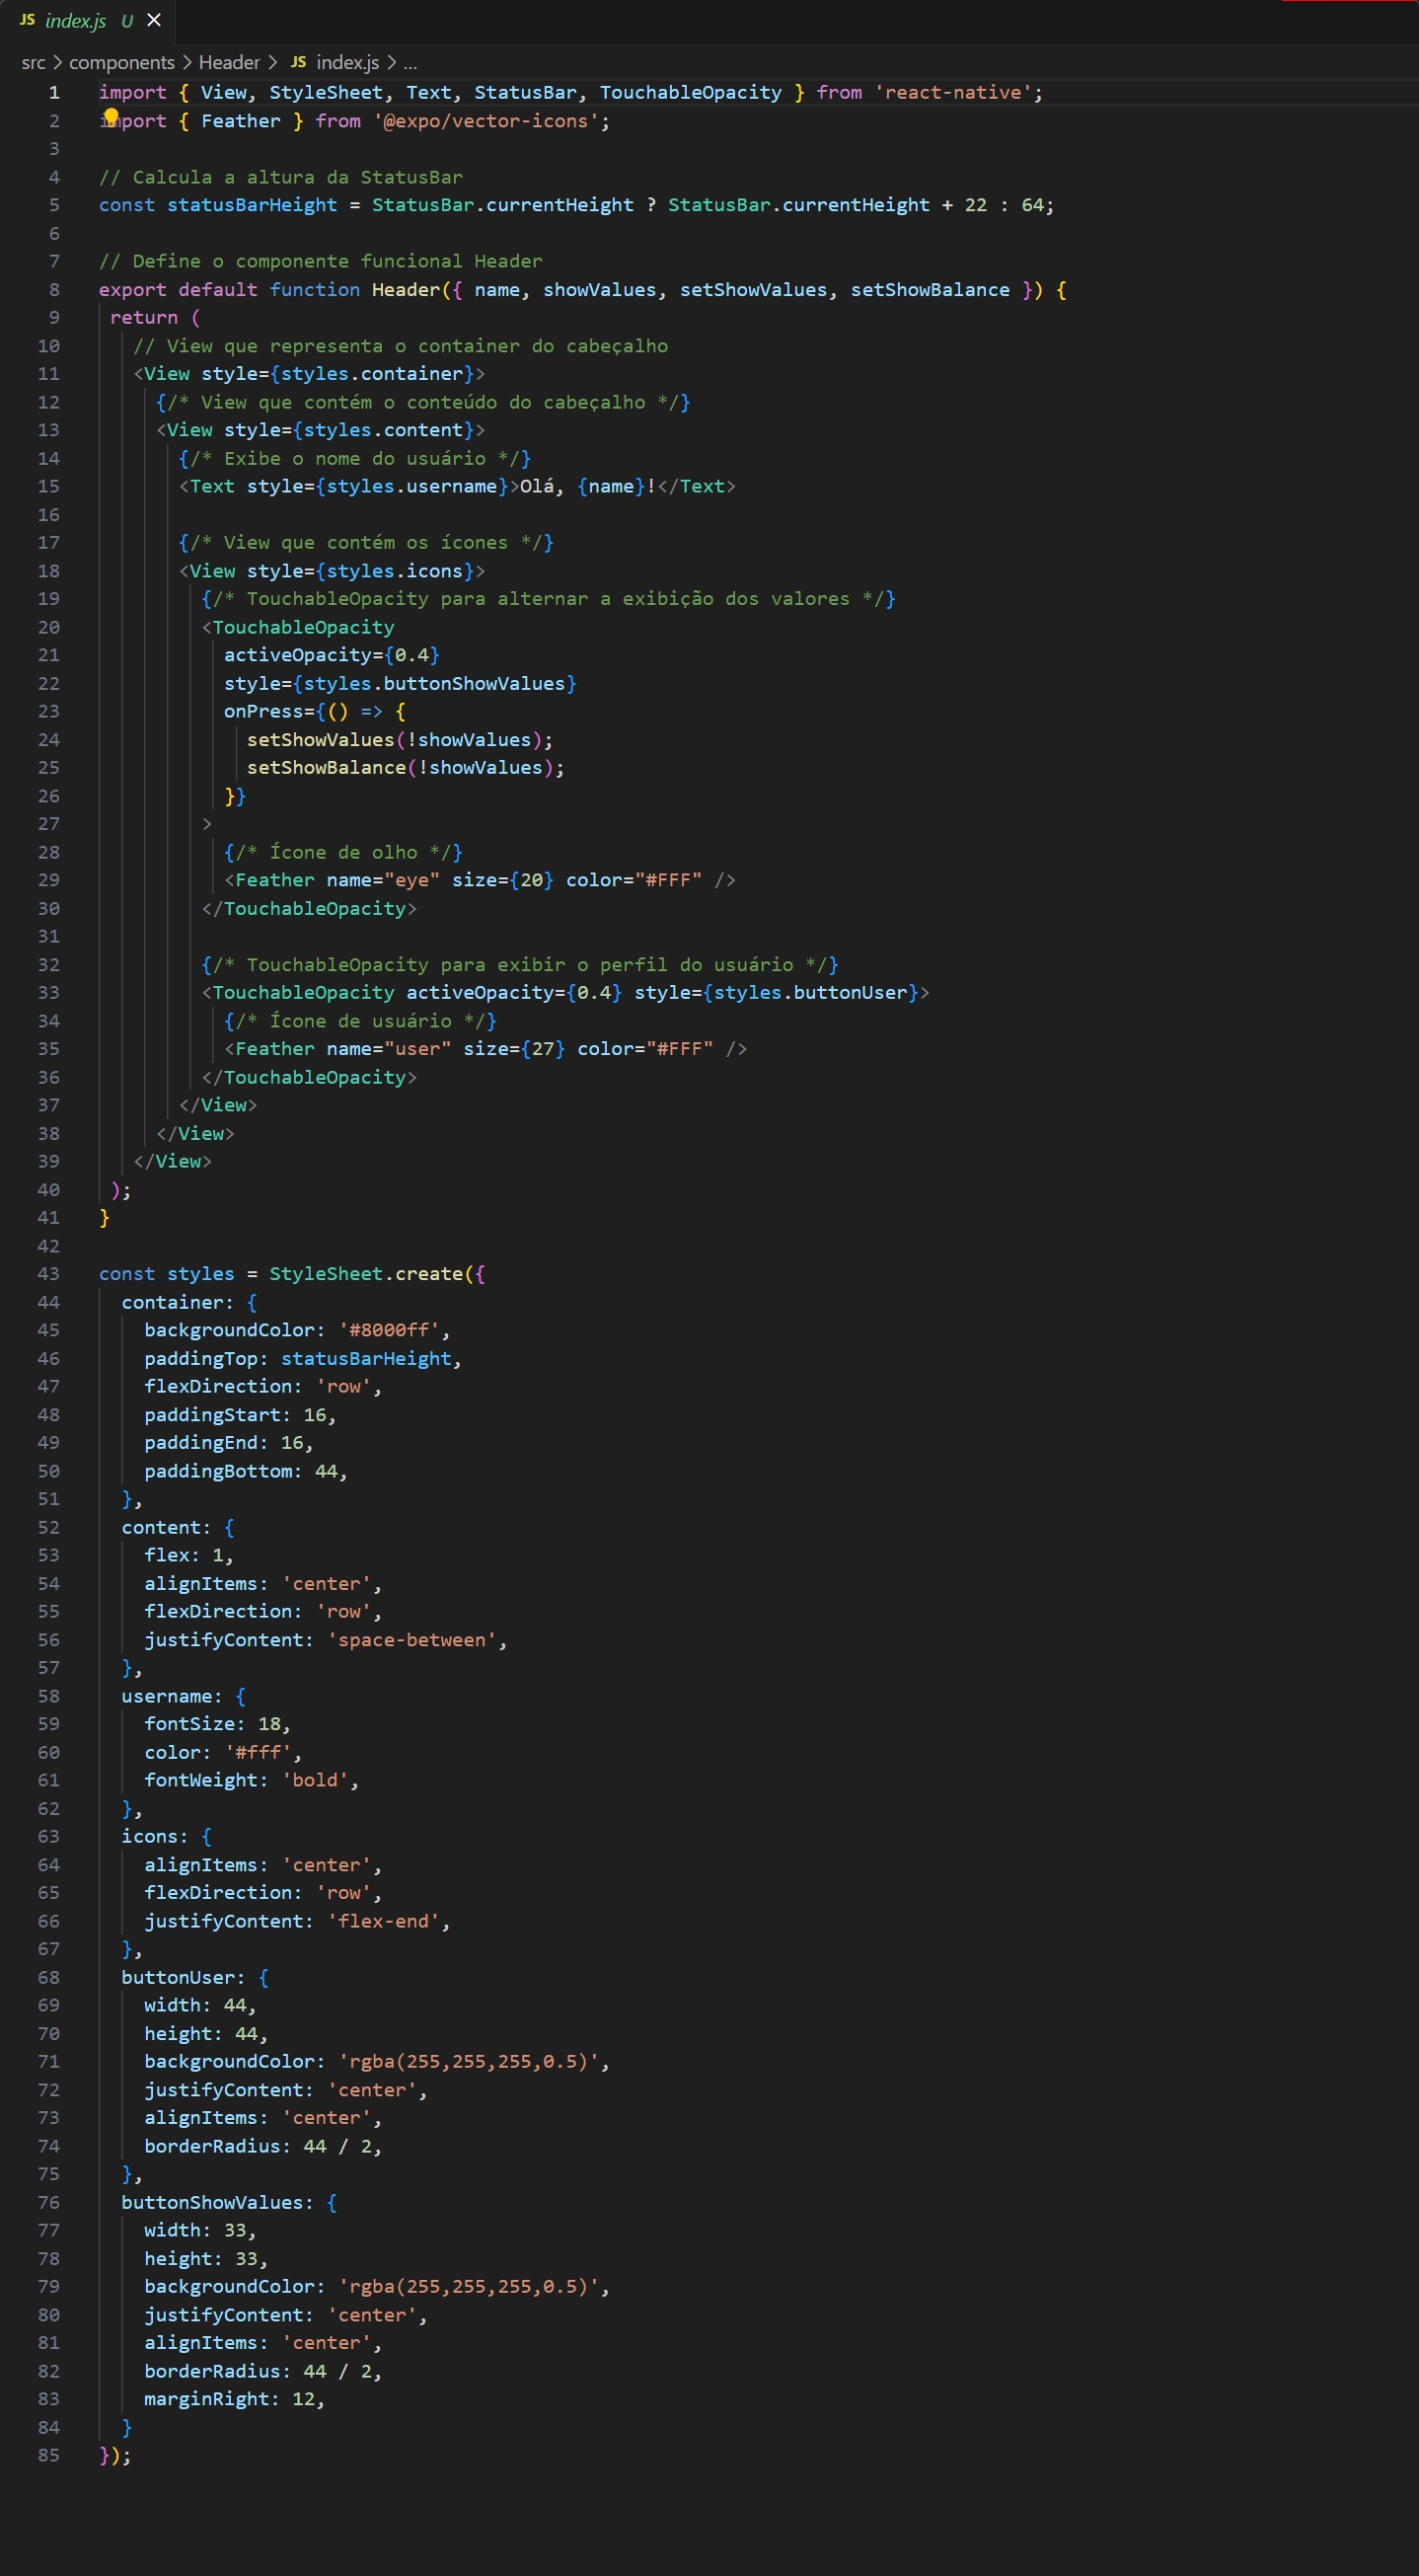 JS index.js U ×
src > components > Header > JS index.js > ...
1 import { View, StyleSheet, Text, StatusBar, TouchableOpacity } from 'react-native';
2 import { Feather } from '@expo/vector-icons';
3
4 // Calcula a altura da StatusBar
5 const statusBarHeight = StatusBar.currentHeight ? StatusBar.currentHeight + 22 : 64;
6
7 // Define o componente funcional Header
8 export default function Header({ name, showValues, setShowValues, setShowBalance }) {
9  return (
10    // View que representa o container do cabeçalho
11    <View style={styles.container}>
12      {/* View que contém o conteúdo do cabeçalho */}
13      <View style={styles.content}>
14        {/* Exibe o nome do usuário */}
15        <Text style={styles.username}>Olá, {name}!</Text>
16
17        {/* View que contém os ícones */}
18        <View style={styles.icons}>
19          {/* TouchableOpacity para alternar a exibição dos valores */}
20          <TouchableOpacity
21            activeOpacity={0.4}
22            style={styles.buttonShowValues}
23            onPress={() => {
24              setShowValues(!showValues);
25              setShowBalance(!showValues);
26            }}
27          >
28            {/* Ícone de olho */}
29            <Feather name="eye" size={20} color="#FFF" />
30          </TouchableOpacity>
31
32          {/* TouchableOpacity para exibir o perfil do usuário */}
33          <TouchableOpacity activeOpacity={0.4} style={styles.buttonUser}>
34            {/* Ícone de usuário */}
35            <Feather name="user" size={27} color="#FFF" />
36          </TouchableOpacity>
37        </View>
38      </View>
39    </View>
40  );
41 }
42
43 const styles = StyleSheet.create({
44   container: {
45     backgroundColor: '#8000ff',
46     paddingTop: statusBarHeight,
47     flexDirection: 'row',
48     paddingStart: 16,
49     paddingEnd: 16,
50     paddingBottom: 44,
51   },
52   content: {
53     flex: 1,
54     alignItems: 'center',
55     flexDirection: 'row',
56     justifyContent: 'space-between',
57   },
58   username: {
59     fontSize: 18,
60     color: '#fff',
61     fontWeight: 'bold',
62   },
63   icons: {
64     alignItems: 'center',
65     flexDirection: 'row',
66     justifyContent: 'flex-end',
67   },
68   buttonUser: {
69     width: 44,
70     height: 44,
71     backgroundColor: 'rgba(255,255,255,0.5)',
72     justifyContent: 'center',
73     alignItems: 'center',
74     borderRadius: 44 / 2,
75   },
76   buttonShowValues: {
77     width: 33,
78     height: 33,
79     backgroundColor: 'rgba(255,255,255,0.5)',
80     justifyContent: 'center',
81     alignItems: 'center',
82     borderRadius: 44 / 2,
83     marginRight: 12,
84   }
85 });